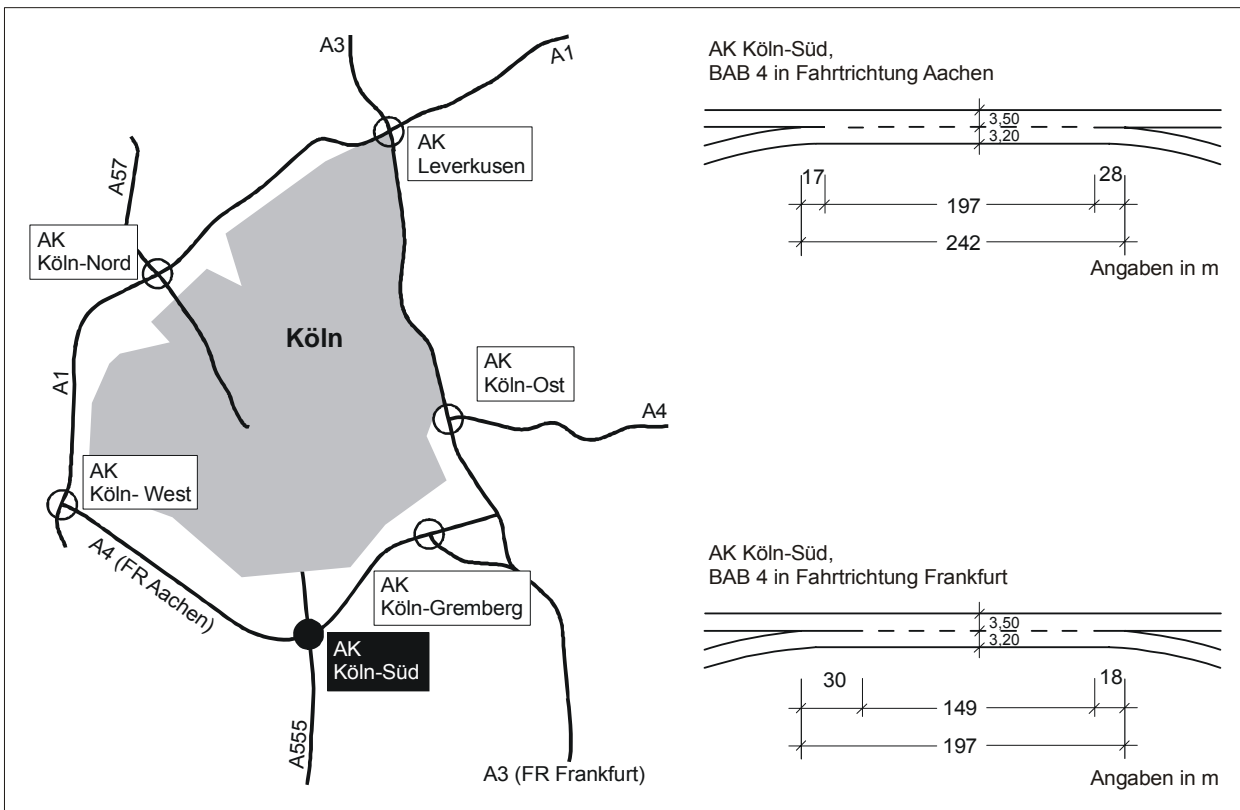 A3
A1
AK
Leverkusen
A57
AK
Köln-Nord
Köln
A1
AK
Köln-Ost
A4
AK
Köln- West
A4 (FR Aachen)
AK
Köln-Gremberg
AK
Köln-Süd
A555
A3 (FR Frankfurt)
AK Köln-Süd,
BAB 4 in Fahrtrichtung Aachen
3,50
3,20
17
28
197
242
Angaben in m
AK Köln-Süd,
BAB 4 in Fahrtrichtung Frankfurt
3,50
3,20
30
18
149
197
Angaben in m